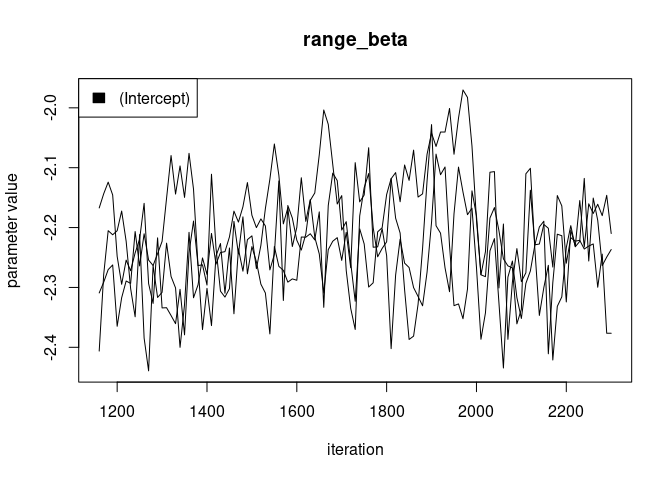 range_beta
(Intercept)
parameter value
-2.0
-2.1
-2.2
-2.3
-2.4
1200 1400 1600 1800 2000 2200
iteration